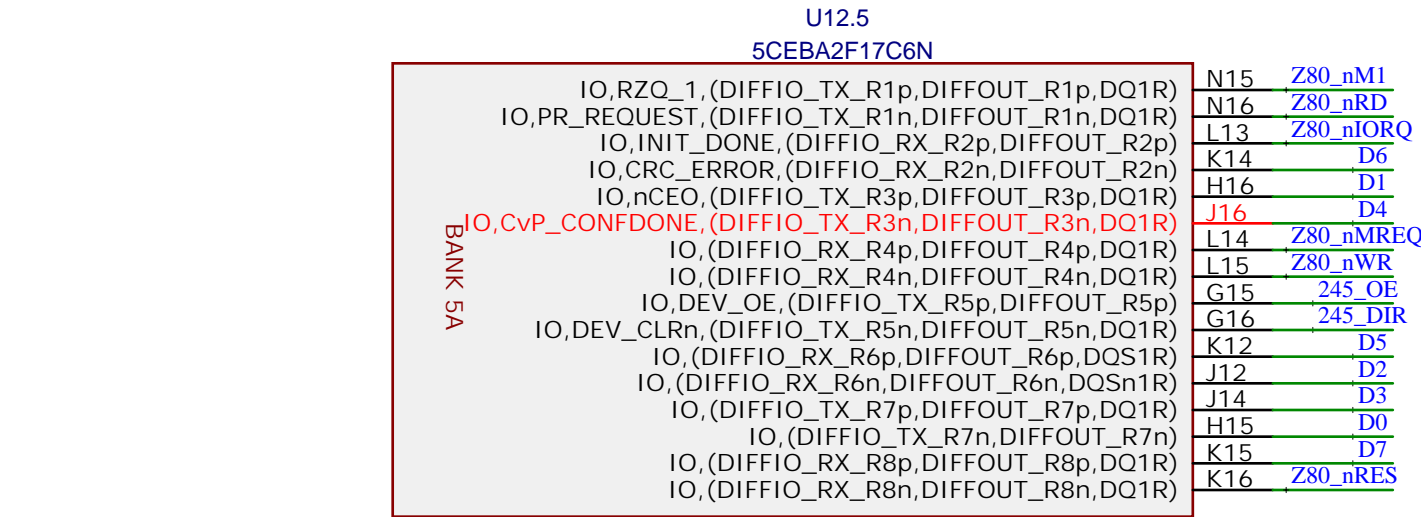 U12.5
5CEBA2F17C6N
IO,RZQ_1,(DIFFIO_TX_R1p,DIFFOUT_R1p,DQ1R) N15 Z80_nM1
IO,PR_REQUEST,(DIFFIO_TX_R1n,DIFFOUT_R1n,DQ1R) N16 Z80_nRD
IO,INIT_DONE,(DIFFIO_RX_R2p,DIFFOUT_R2p) L13 Z80_nIORQ
IO,CRC_ERROR,(DIFFIO_RX_R2n,DIFFOUT_R2n) K14 D6
IO,nCEO,(DIFFIO_TX_R3p,DIFFOUT_R3p,DQ1R) H16 D1
IO,CvP_CONFDONE,(DIFFIO_TX_R3n,DIFFOUT_R3n,DQ1R) J16 D4
IO,(DIFFIO_RX_R4p,DIFFOUT_R4p,DQ1R) L14 Z80_nMREQ
IO,(DIFFIO_RX_R4n,DIFFOUT_R4n,DQ1R) L15 Z80_nWR
IO,DEV_OE,(DIFFIO_TX_R5p,DIFFOUT_R5p) G15 245_OE
IO,DEV_CLRn,(DIFFIO_TX_R5n,DIFFOUT_R5n,DQ1R) G16 245_DIR
IO,(DIFFIO_RX_R6p,DIFFOUT_R6p,DQS1R) K12 D5
IO,(DIFFIO_RX_R6n,DIFFOUT_R6n,DQSn1R) J12 D2
IO,(DIFFIO_TX_R7p,DIFFOUT_R7p,DQ1R) J14 D3
IO,(DIFFIO_TX_R7n,DIFFOUT_R7n) H15 D0
IO,(DIFFIO_RX_R8p,DIFFOUT_R8p,DQ1R) K15 D7
IO,(DIFFIO_RX_R8n,DIFFOUT_R8n,DQ1R) K16 Z80_nRES
BANK 5A